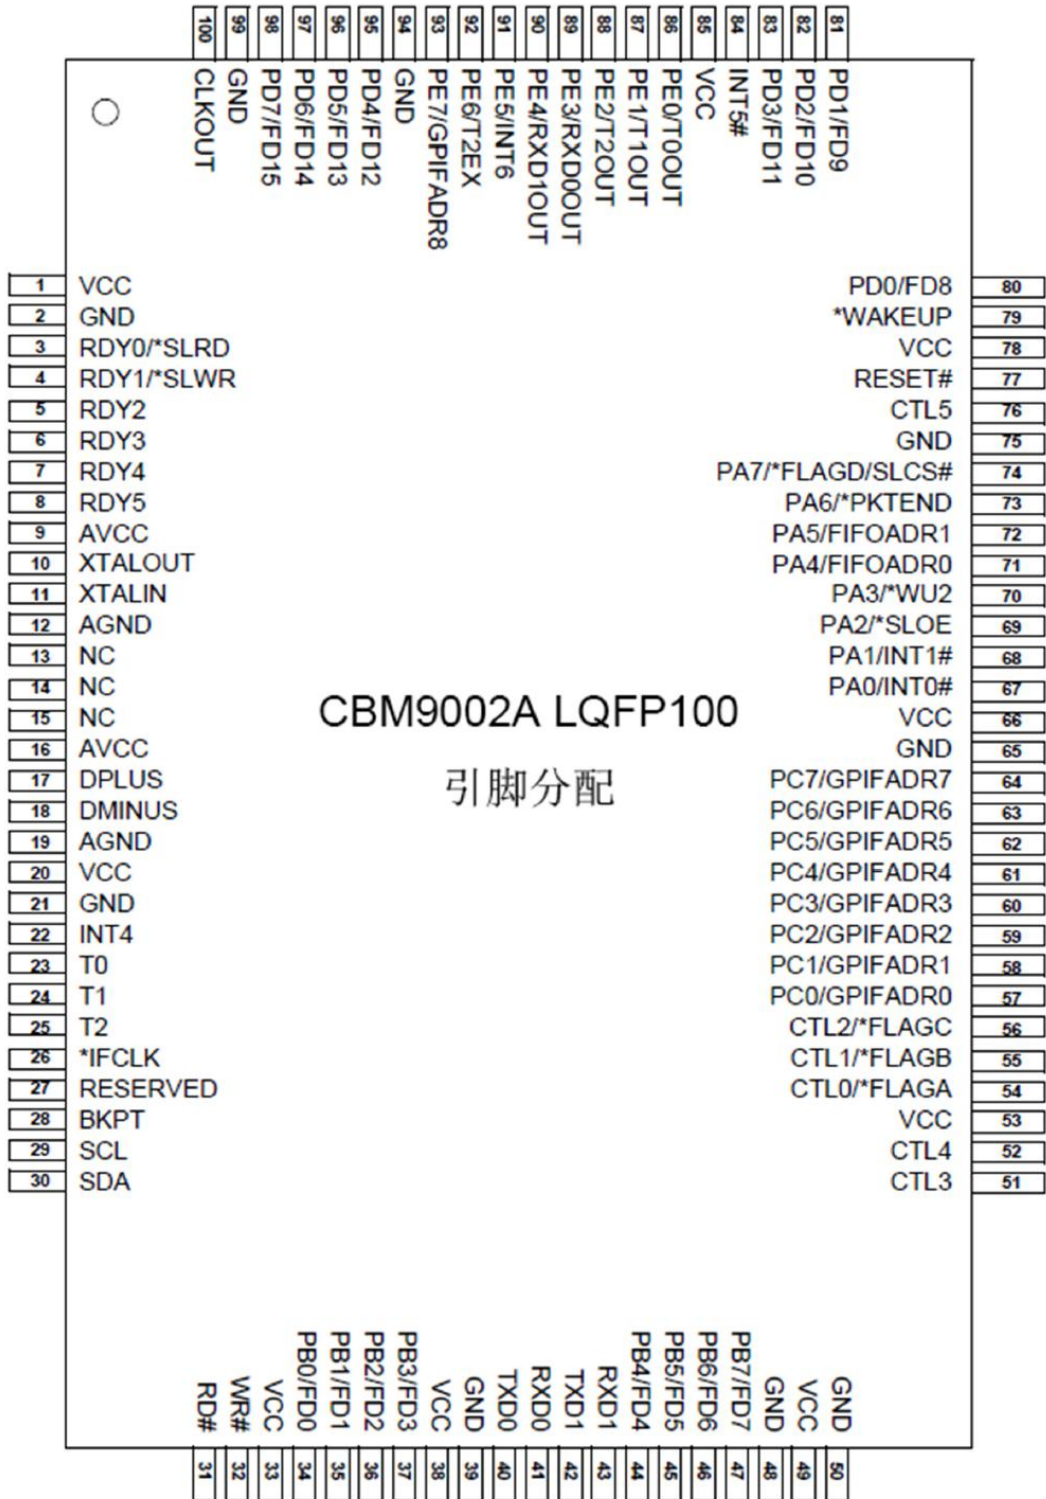 100 99 98 97 96 95 94 93 92 91 90 89 88 87 86 85 84 83 82 81
CLKOUT
GND
PD7/FD15
PD6/FD14
PD5/FD13
PD4/FD12
GND
PE7/GPIFADR8
PE6/T2EX
PE5/INT6
PE4/RXD1OUT
PE3/RXD0OUT
PE2/T2OUT
PE1/T1OUT
PE0/T0OUT
VCC
INT5#
PD3/FD11
PD2/FD10
PD1/FD9
1 VCC
2 GND
3 RDY0/*SLRD
4 RDY1/*SLWR
5 RDY2
6 RDY3
7 RDY4
8 RDY5
9 AVCC
10 XTALOUT
11 XTALIN
12 AGND
13 NC
14 NC
15 NC
16 AVCC
17 DPLUS
18 DMINUS
19 AGND
20 VCC
21 GND
22 INT4
23 T0
24 T1
25 T2
26 *IFCLK
27 RESERVED
28 BKPT
29 SCL
30 SDA
CBM9002A LQFP100
引脚分配
PD0/FD8 80
*WAKEUP 79
VCC 78
RESET# 77
CTL5 76
GND 75
PA7/*FLAGD/SLCS# 74
PA6/*PKTEND 73
PA5/FIFOADR1 72
PA4/FIFOADR0 71
PA3/*WU2 70
PA2/*SLOE 69
PA1/INT1# 68
PA0/INT0# 67
VCC 66
GND 65
PC7/GPIFADR7 64
PC6/GPIFADR6 63
PC5/GPIFADR5 62
PC4/GPIFADR4 61
PC3/GPIFADR3 60
PC2/GPIFADR2 59
PC1/GPIFADR1 58
PC0/GPIFADR0 57
CTL2/*FLAGC 56
CTL1/*FLAGB 55
CTL0/*FLAGA 54
VCC 53
CTL4 52
CTL3 51
RD#
WR#
VCC
PB0/FD0
PB1/FD1
PB2/FD2
PB3/FD3
VCC
GND
TXD0
RXD0
TXD1
RXD1
PB4/FD4
PB5/FD5
PB6/FD6
PB7/FD7
GND
VCC
GND
31 32 33 34 35 36 37 38 39 40 41 42 43 44 45 46 47 48 49 50